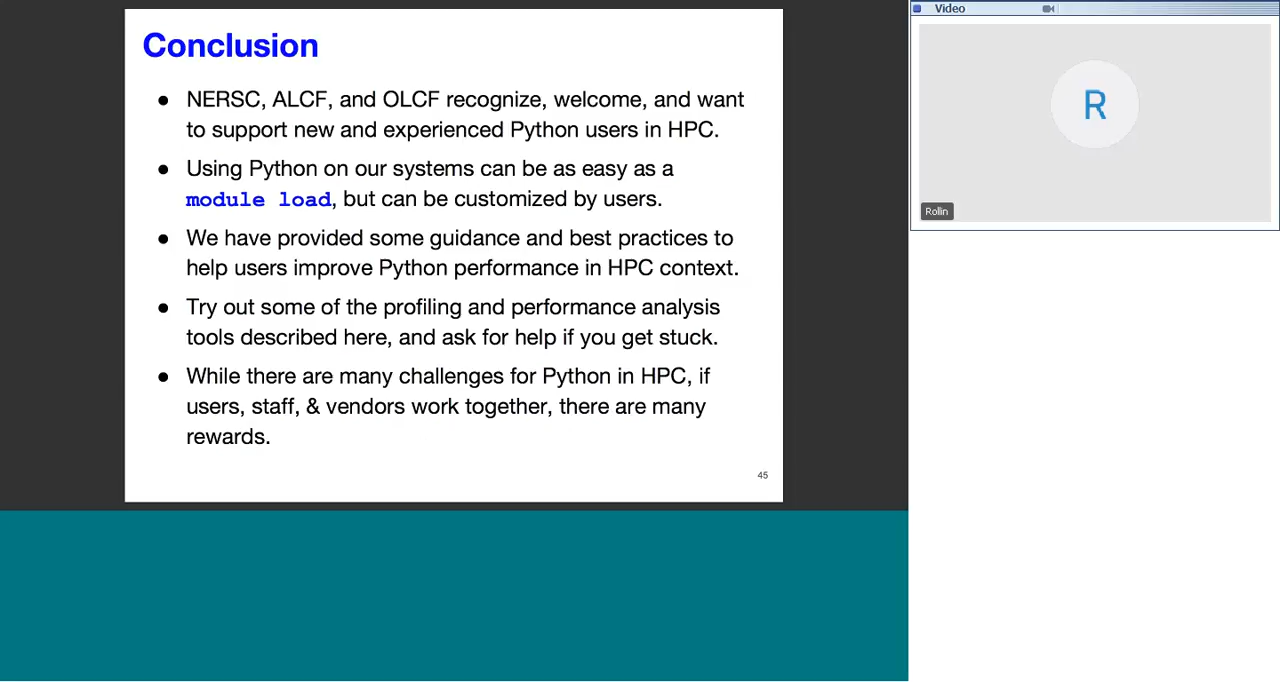 Conclusion
● NERSC, ALCF, and OLCF recognize, welcome, and want
to support new and experienced Python users in HPC.
● Using Python on our systems can be as easy as a
module load, but can be customized by users.
● We have provided some guidance and best practices to
help users improve Python performance in HPC context.
● Try out some of the profiling and performance analysis
tools described here, and ask for help if you get stuck.
● While there are many challenges for Python in HPC, if
users, staff, & vendors work together, there are many
rewards.
45
Video
R
Rolin